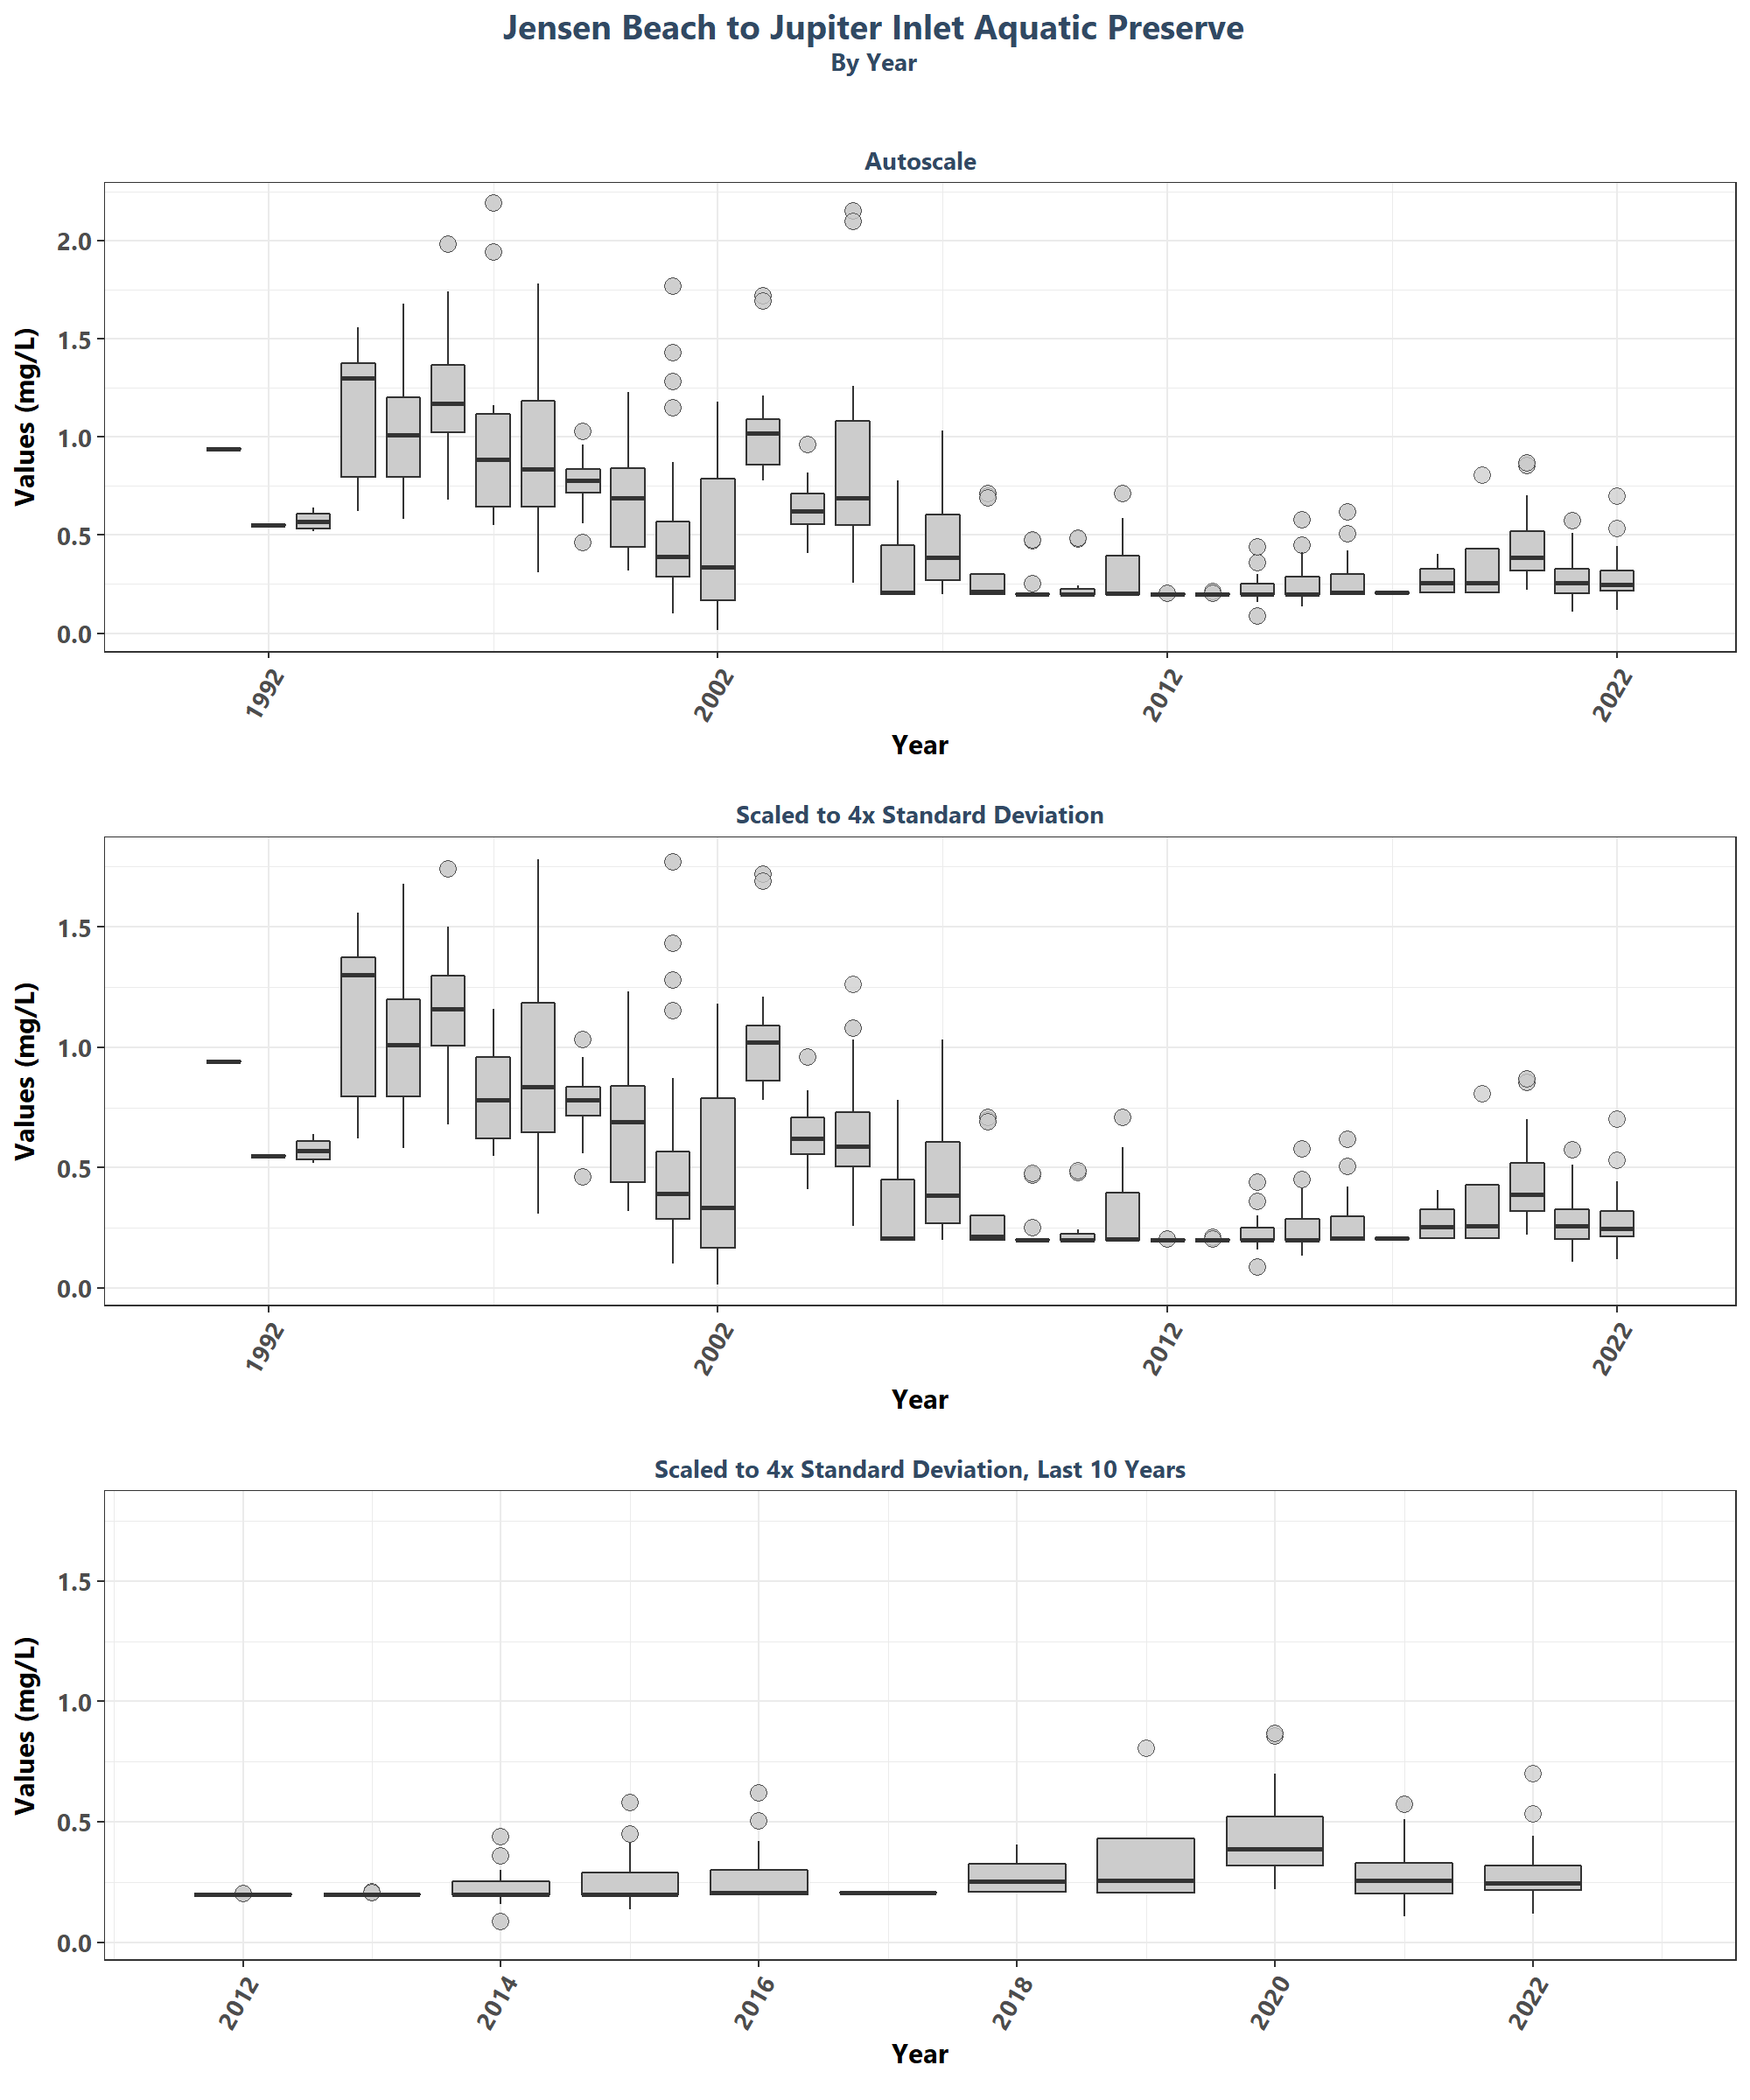 Jensen Beach to Jupiter Inlet Aquatic Preserve
By Year
Autoscale
Values (mg/L)
2.0
1.5
1.0
0.5
0.0
1992
2002
2012
2022
Year
Scaled to 4x Standard Deviation
Values (mg/L)
1.5
1.0
0.5
0.0
1992
2002
2012
2022
Year
Scaled to 4x Standard Deviation, Last 10 Years
Values (mg/L)
1.5
1.0
0.5
0.0
2012
2014
2016
2018
2020
2022
Year